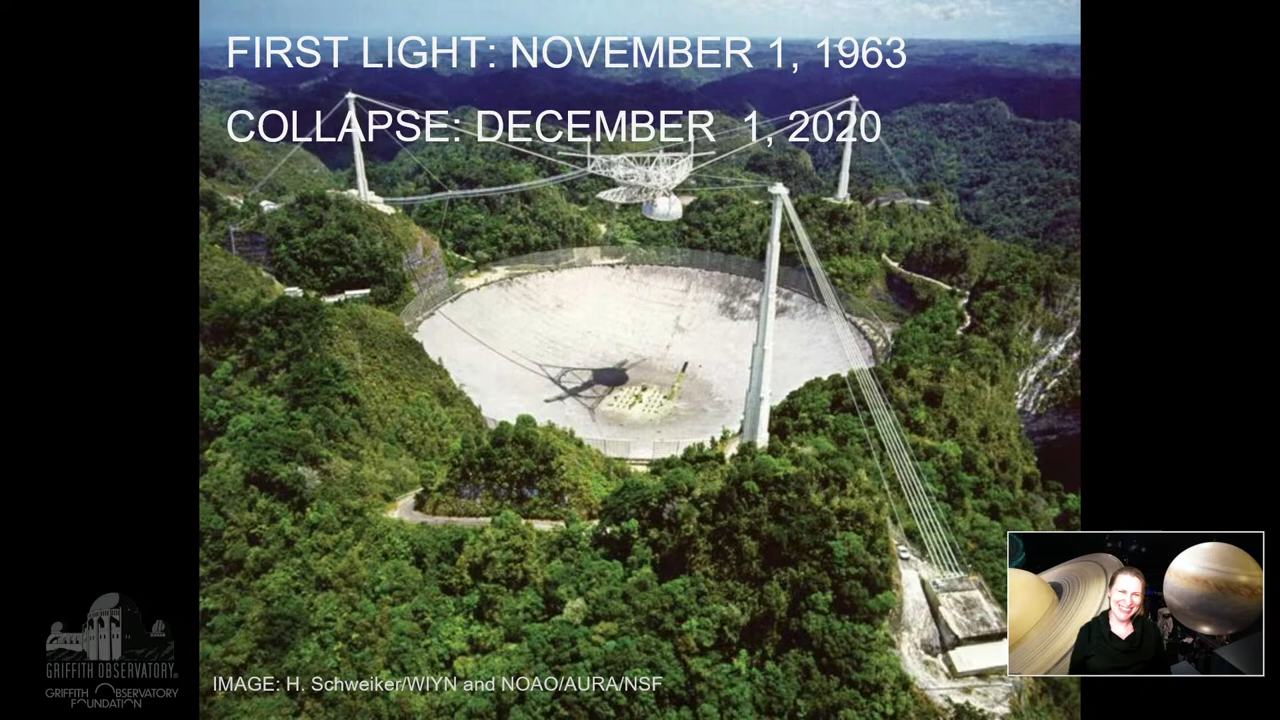 FIRST LIGHT: NOVEMBER 1, 1963
COLLAPSE: DECEMBER 1, 2020
GRIFFITH OBSERVATORY
GRIFFITH OBSERVATORY
FOUNDATION
IMAGE: H. Schweiker/WIYN and NOAO/AURA/NSF